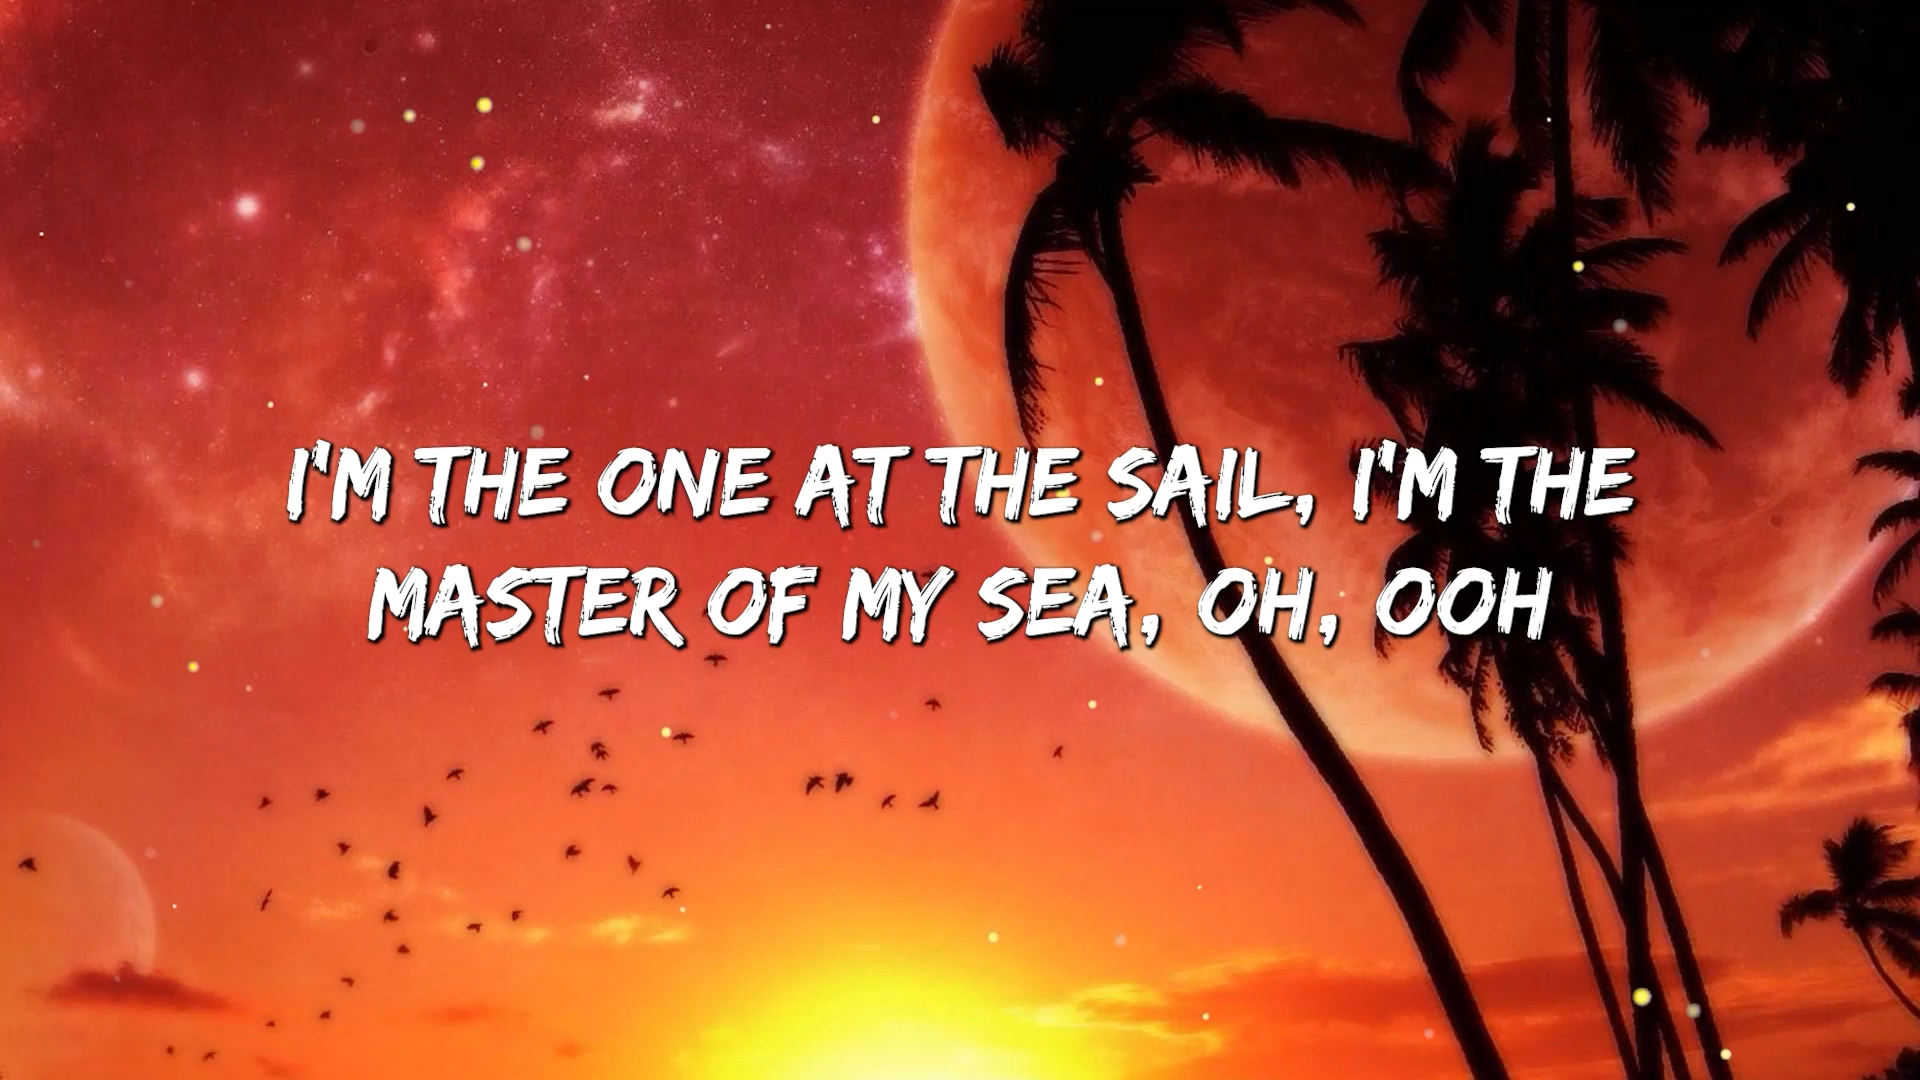 I'M THE ONE AT THE SAIL, I'M THE
MASTER OF MY SEA, OH, OOH